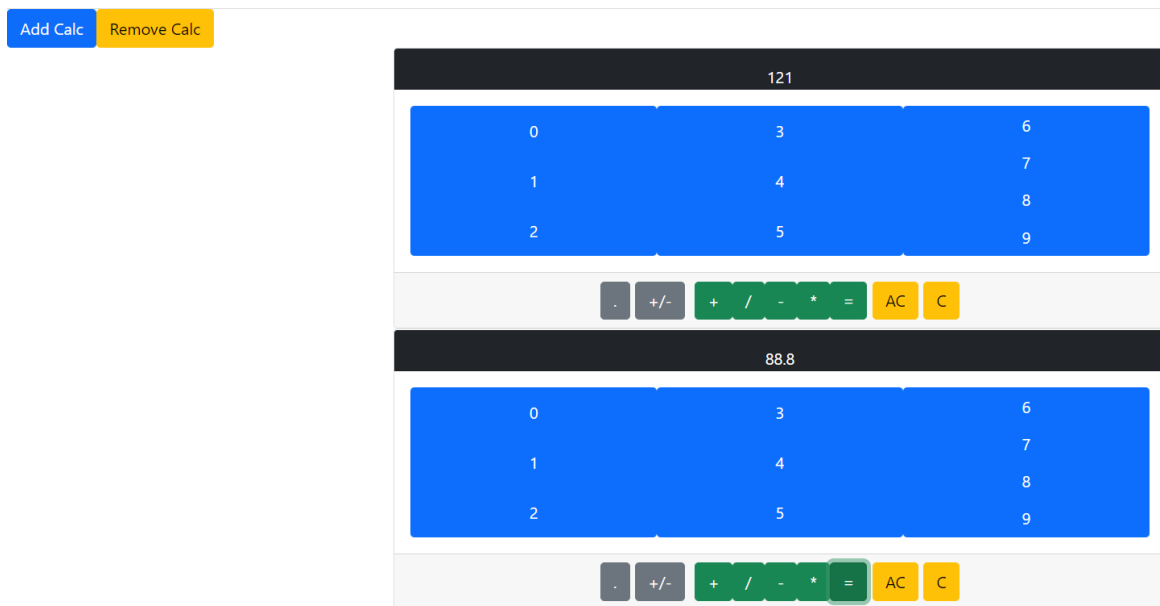 Add Calc Remove Calc
121
0 3 6
7
1 4
8
2 5
9
. +/- + / - * = AC C
88.8
0 3 6
7
1 4
8
2 5
9
. +/- + / - * = AC C